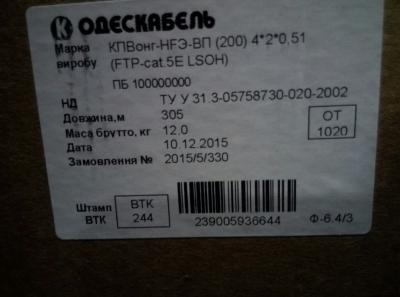 K ОДЕСКАБЕЛЬ
Марка КПВонг-HFЭ-ВП (200) 4*2*0,51
виробу (FTP-cat.5E LSOH)
ПБ 100000000
НД ТУ У 31.3-05758730-020-2002
Довжина,м 305
Маса брутто, кг 12,0
Дата 10.12.2015
Замовлення № 2015/5/330
ОТ
1020
Штамп ВТК
ВТК 244
239005936644
Ф-6.4/3